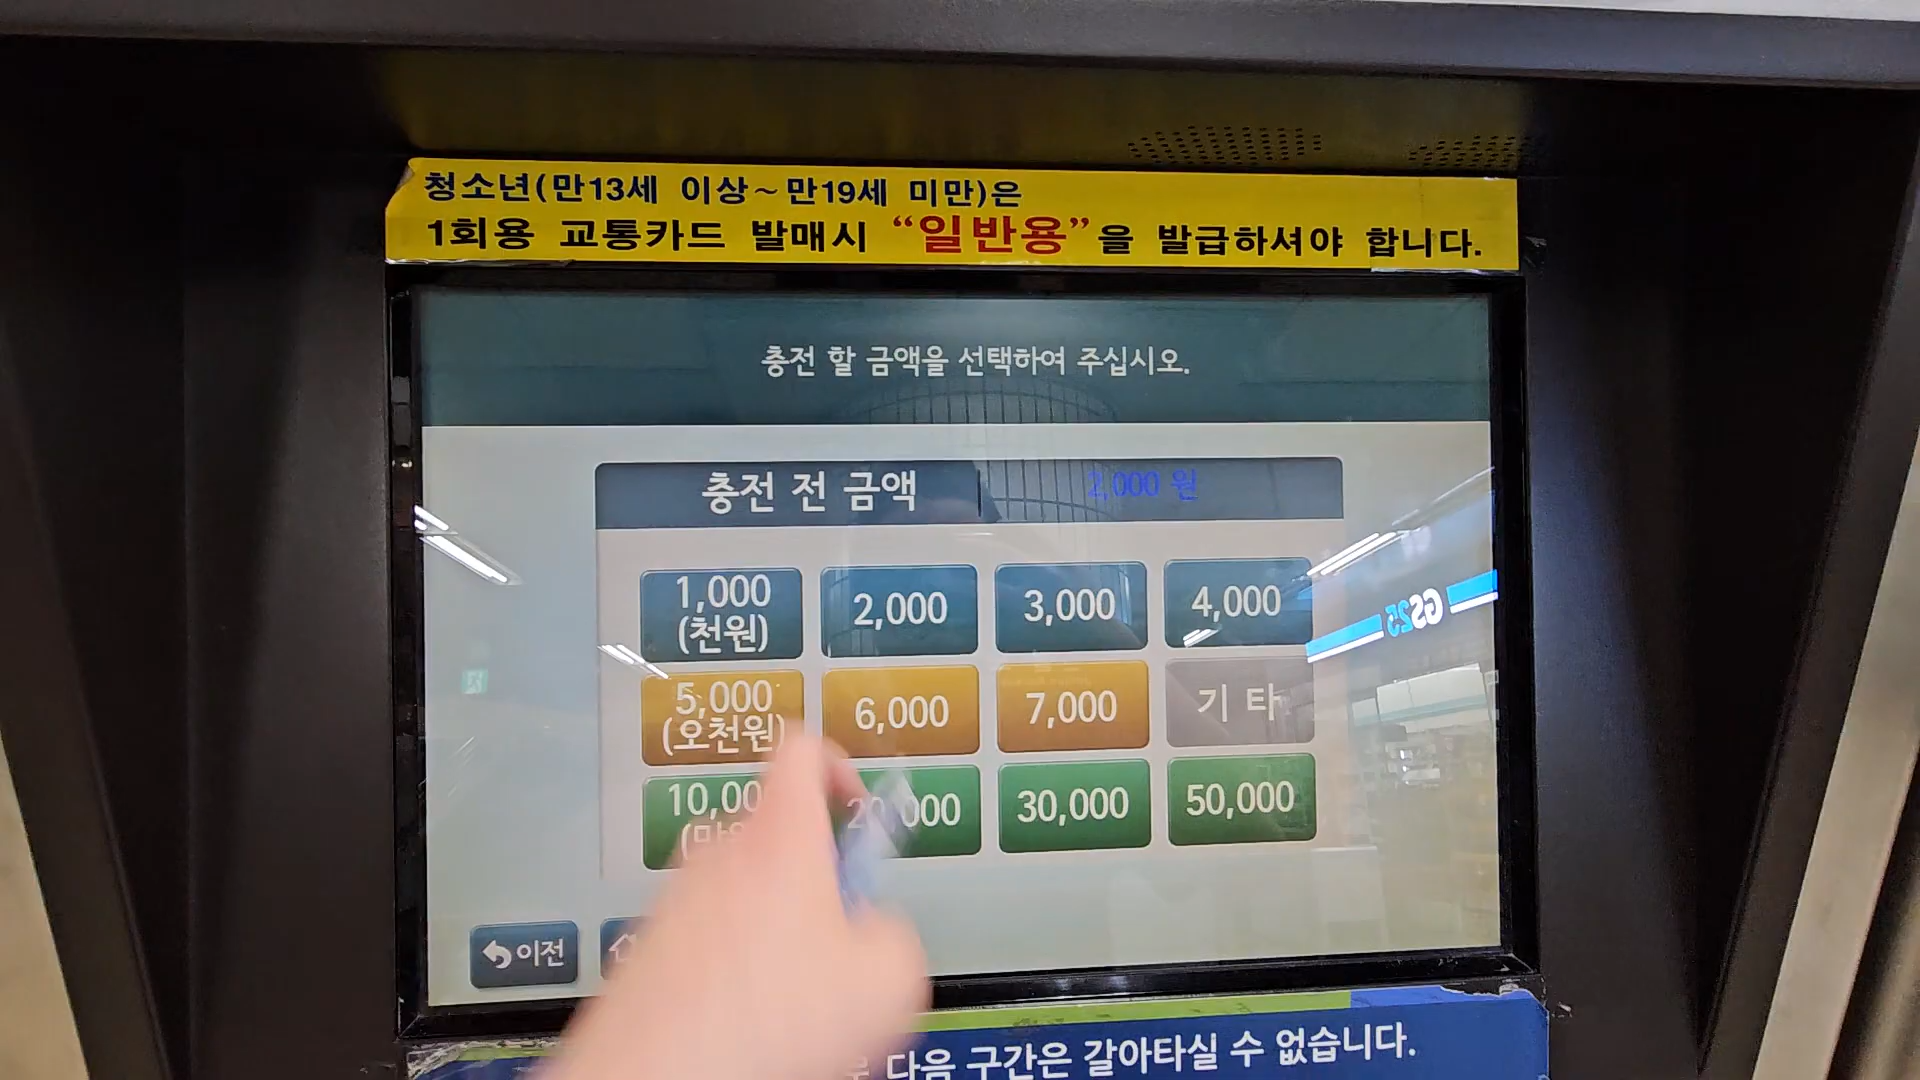 청소년(만13세 이상~만19세 미만)은
1회용 교통카드 발매시 “일반용”을 발급하셔야 합니다.
충전 할 금액을 선택하여 주십시오.
충전 전 금액 2,000 원
1,000 2,000 3,000 4,000
(천원)
5,000 6,000 7,000 기 타
(오천원)
30,000 50,000
GS25
이전
다음 구간은 갈아타실 수 없습니다.